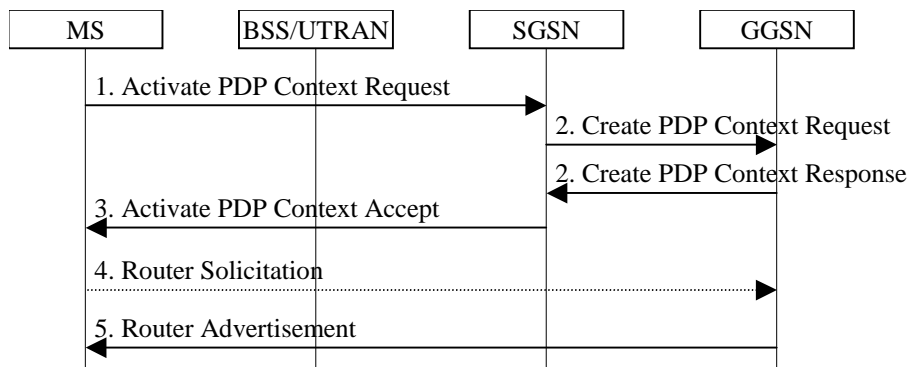 MS BSS/UTRAN SGSN GGSN
1. Activate PDP Context Request
2. Create PDP Context Request
2. Create PDP Context Response
3. Activate PDP Context Accept
4. Router Solicitation
5. Router Advertisement